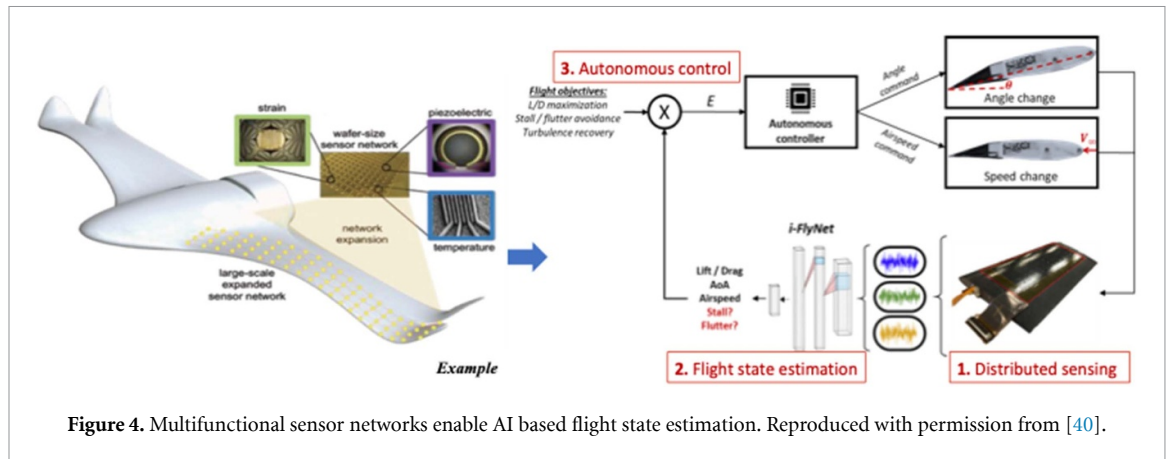 strain
wafer-size
sensor network
piezoelectric
temperature
network
expansion
large-scale
expanded
sensor network
Example
3. Autonomous control
Flight objectives:
L/D maximization
Stall / flutter avoidance
Turbulence recovery
X
E
Autonomous
controller
Angle
command
Airspeed
command
θ
Angle change
V∞
Speed change
i-FlyNet
Lift / Drag
AoA
Airspeed
Stall?
Flutter?
2. Flight state estimation
1. Distributed sensing
Figure 4. Multifunctional sensor networks enable AI based flight state estimation. Reproduced with permission from [40].